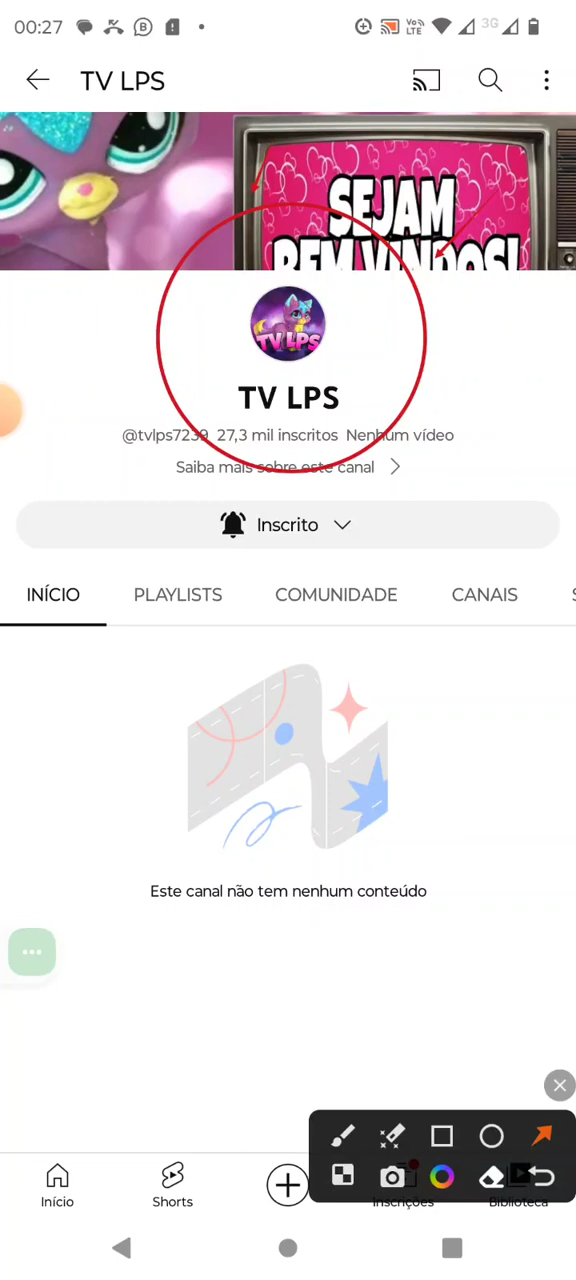 00:27
Vo)) LTE 3G
TV LPS
SEJAM
BEM VINDOS!
TV LPS
TV LPS
@tvlps7239 27,3 mil inscritos Nenhum vídeo
Saiba mais sobre este canal
Inscrito
INÍCIO PLAYLISTS COMUNIDADE CANAIS S
Este canal não tem nenhum conteúdo
Início Shorts Inscrições Biblioteca